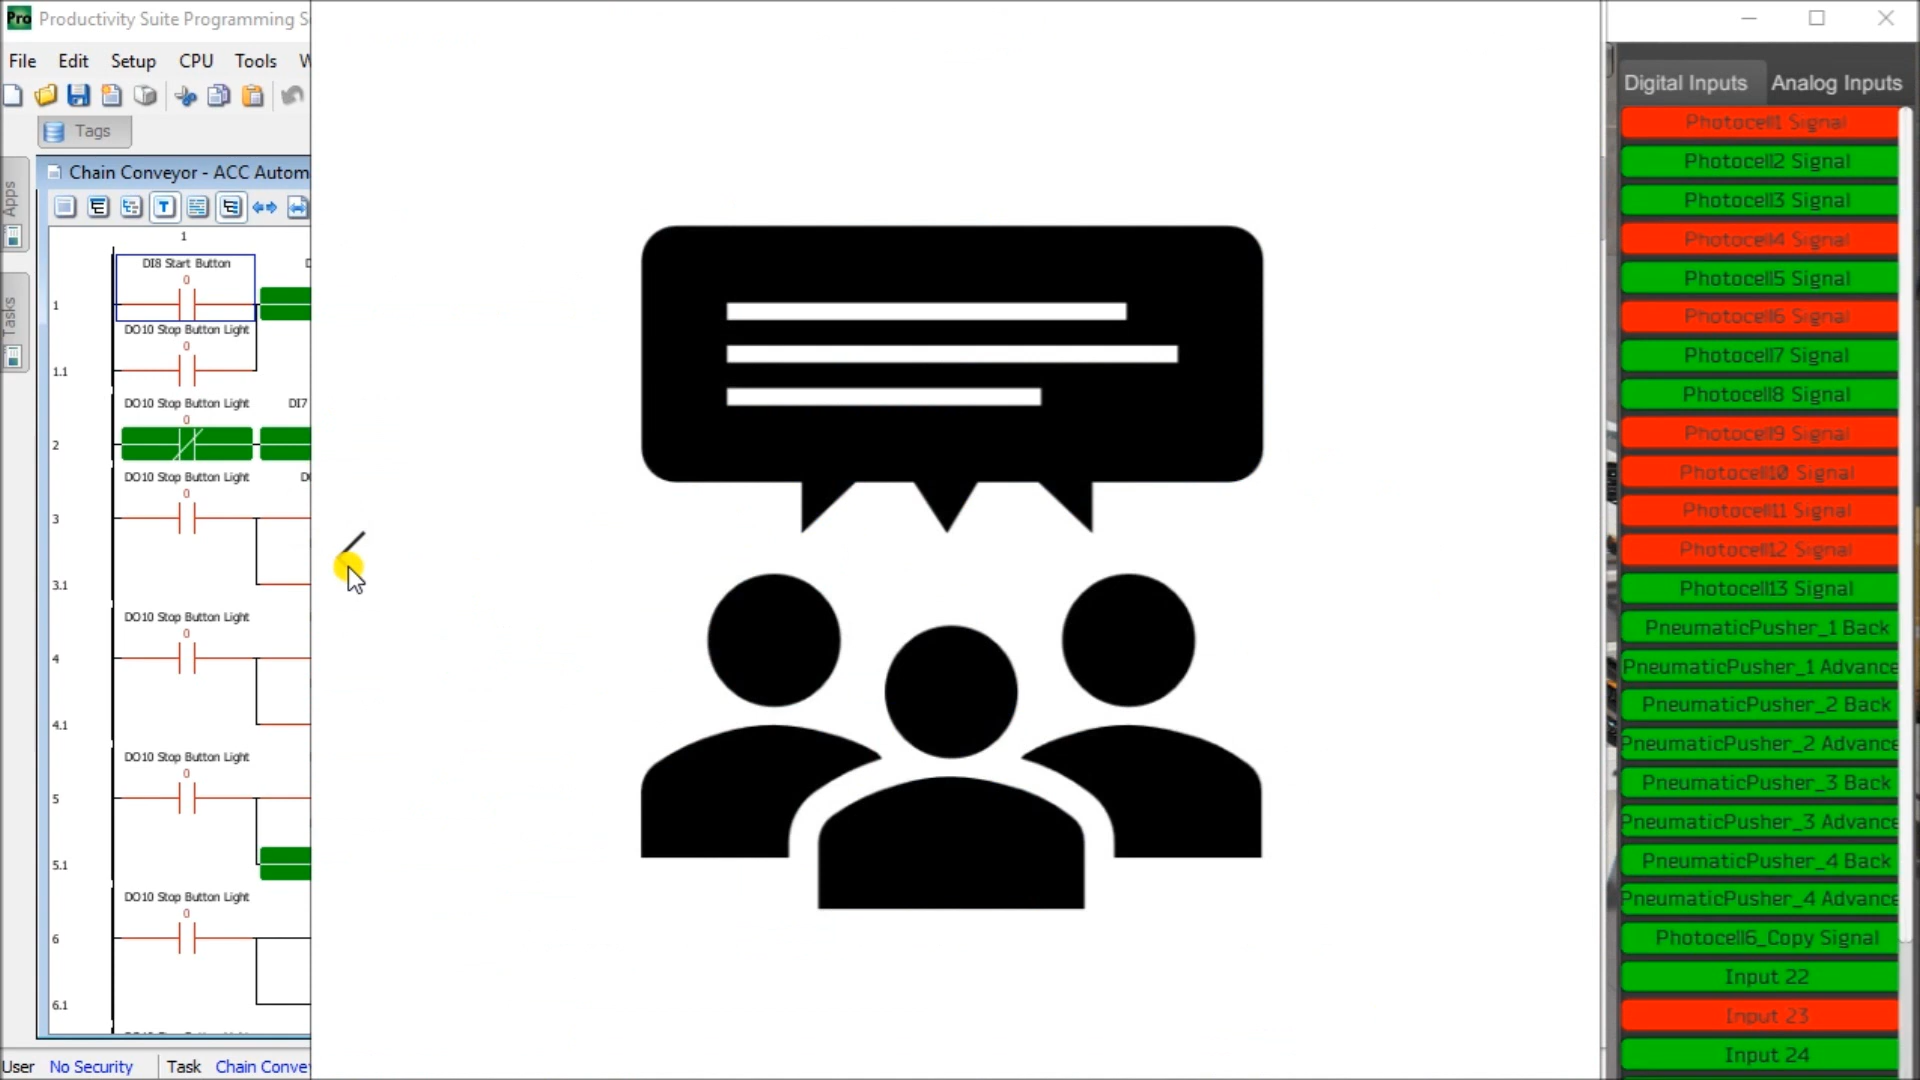 Pro Productivity Suite Programming S
File Edit Setup CPU Tools W
Tags
Apps
Tasks
Chain Conveyor - ACC Autom
T
1
DI8 Start Button
0
1
DO10 Stop Button Light
0
1.1
DO10 Stop Button Light DI7
0
2
DO10 Stop Button Light
0
3
3.1
DO10 Stop Button Light
0
4
4.1
DO10 Stop Button Light
0
5
5.1
DO10 Stop Button Light
0
6
6.1
User No Security Task Chain Convey
Digital Inputs Analog Inputs
Photocell1 Signal
Photocell2 Signal
Photocell3 Signal
Photocell4 Signal
Photocell5 Signal
Photocell6 Signal
Photocell7 Signal
Photocell8 Signal
Photocell9 Signal
Photocell10 Signal
Photocell11 Signal
Photocell12 Signal
Photocell13 Signal
PneumaticPusher_1 Back
PneumaticPusher_1 Advance
PneumaticPusher_2 Back
PneumaticPusher_2 Advance
PneumaticPusher_3 Back
PneumaticPusher_3 Advance
PneumaticPusher_4 Back
PneumaticPusher_4 Advance
Photocell6_Copy Signal
Input 22
Input 23
Input 24